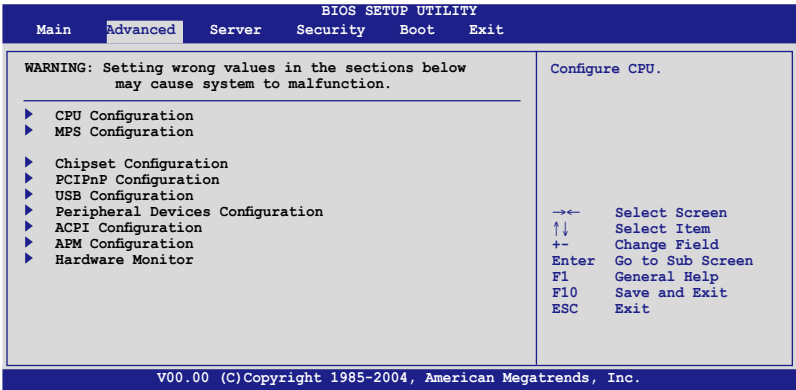 BIOS SETUP UTILITY
Main Advanced Server Security Boot Exit
WARNING: Setting wrong values in the sections below
may cause system to malfunction.
CPU Configuration
MPS Configuration
Chipset Configuration
PCIPnP Configuration
USB Configuration
Peripheral Devices Configuration
ACPI Configuration
APM Configuration
Hardware Monitor
Configure CPU.
→← Select Screen
↑↓ Select Item
+- Change Field
Enter Go to Sub Screen
F1 General Help
F10 Save and Exit
ESC Exit
V00.00 (C)Copyright 1985-2004, American Megatrends, Inc.